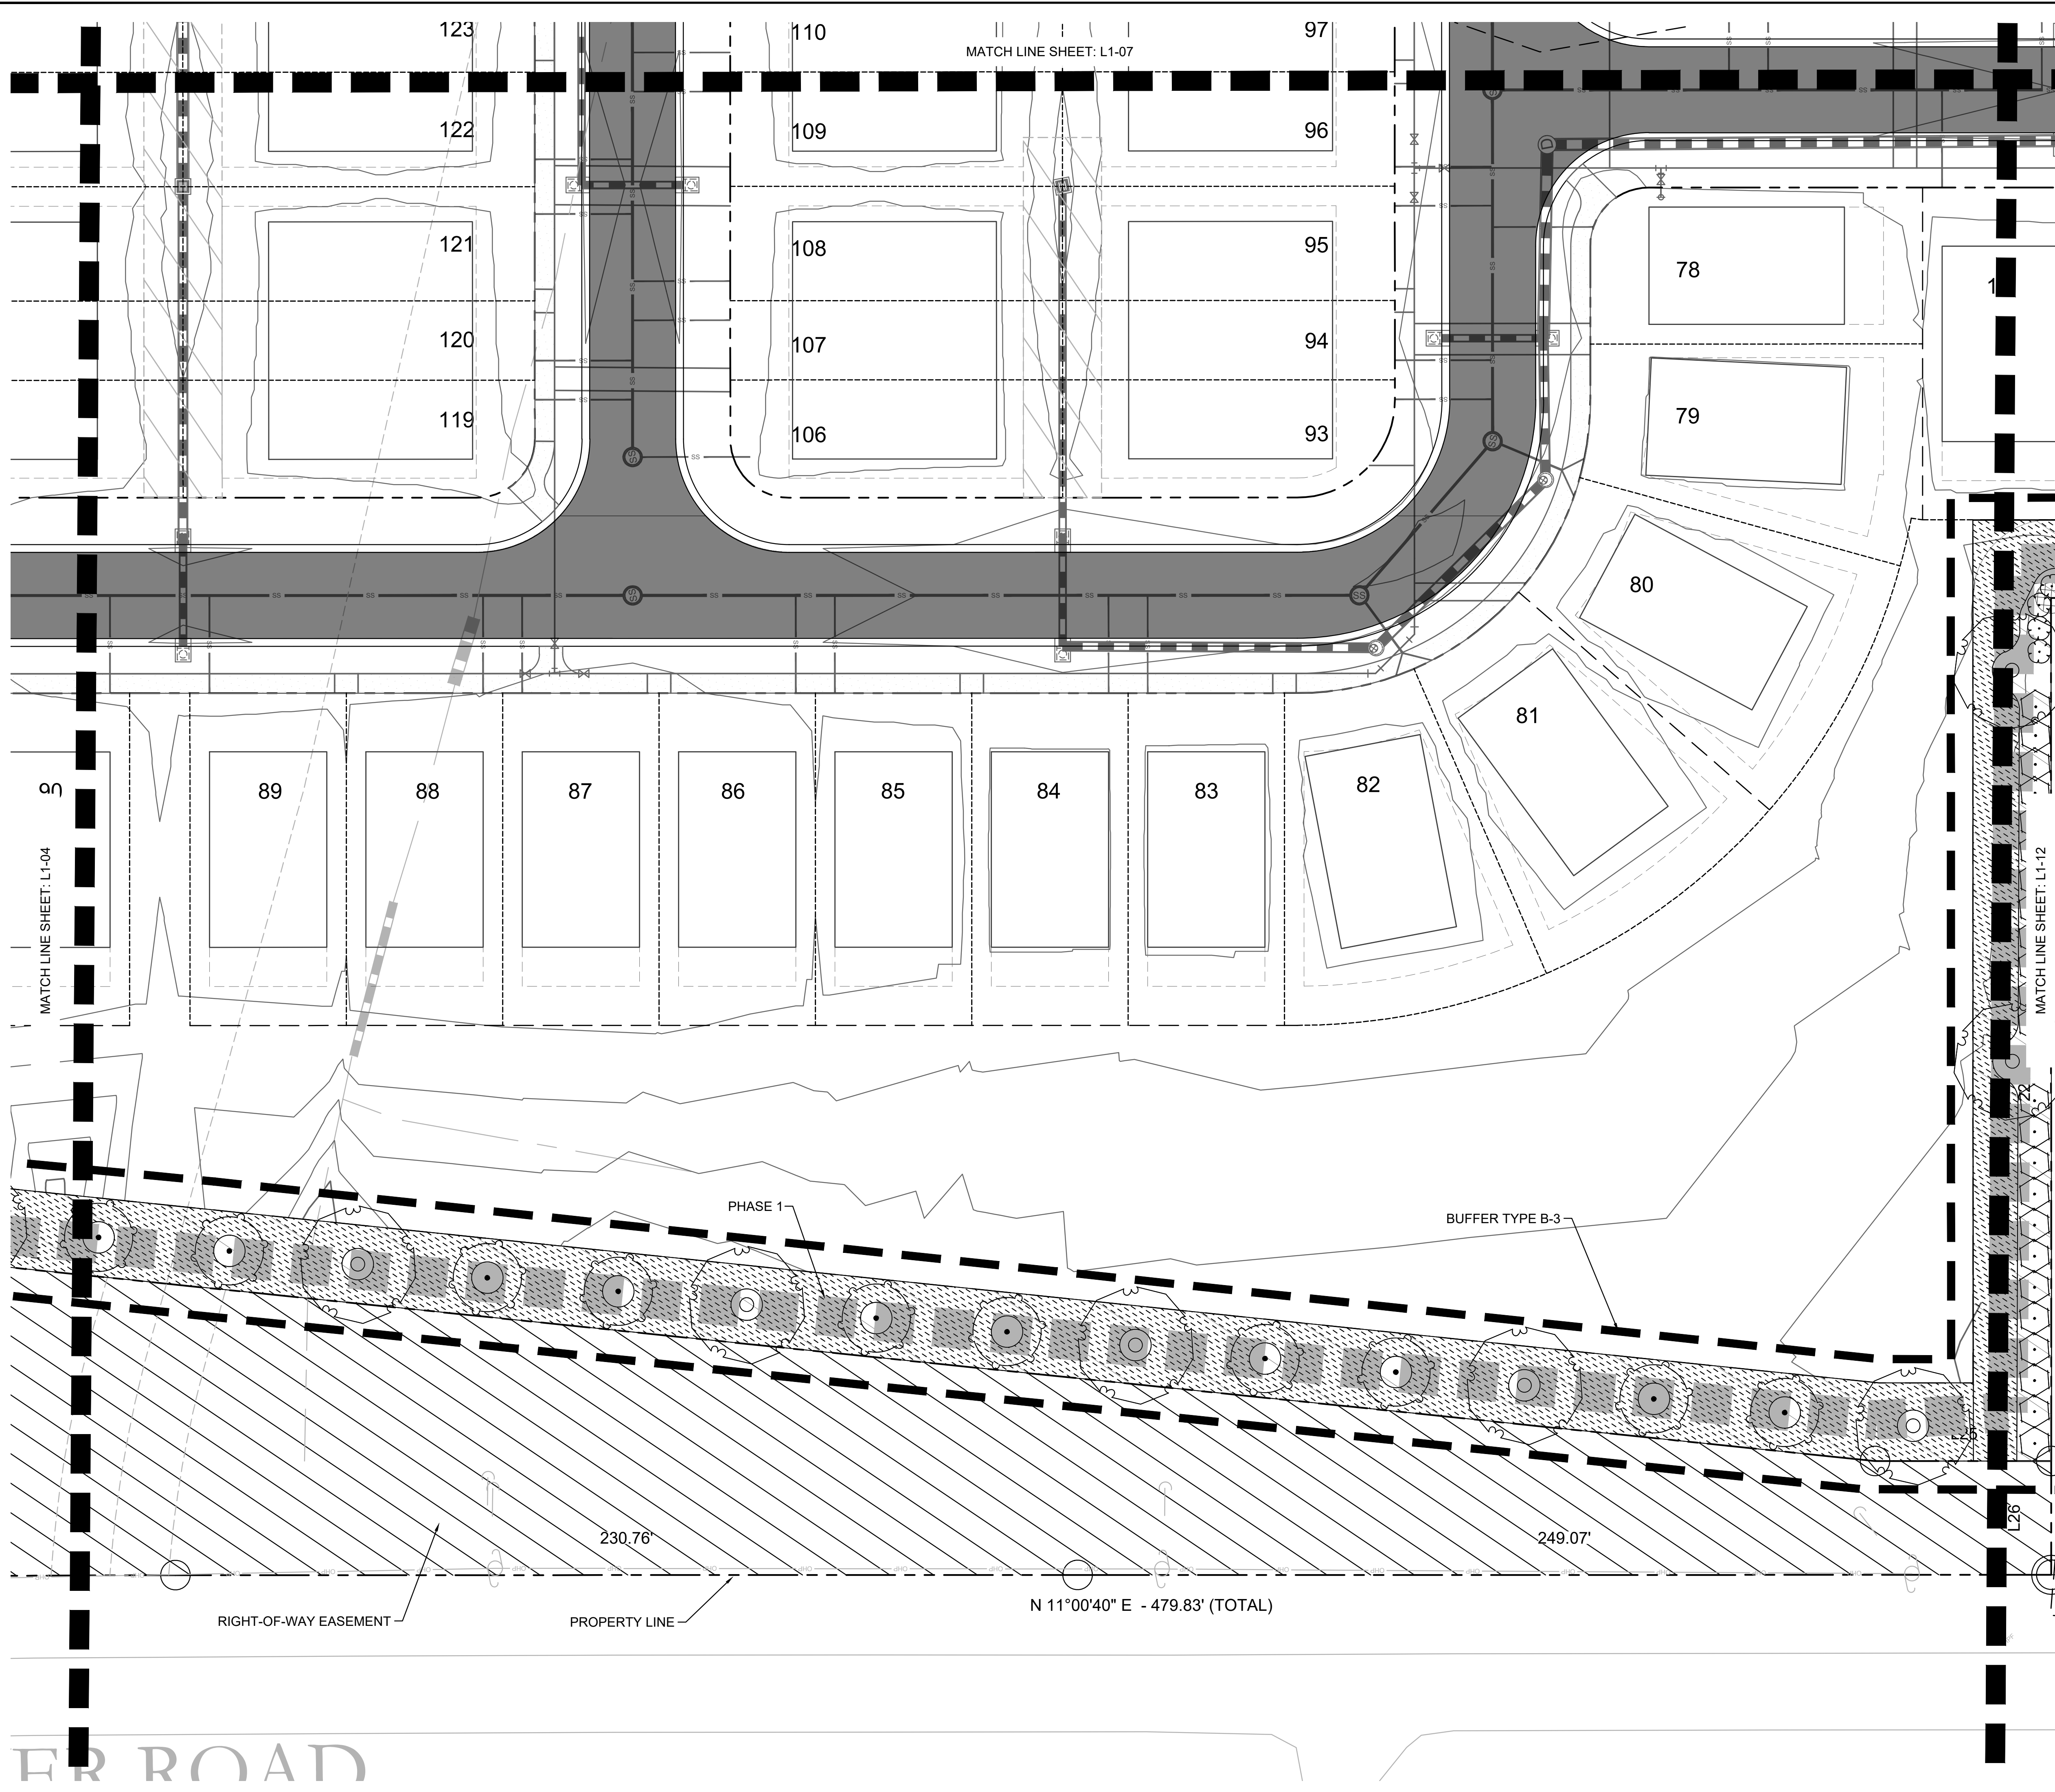 123
110
97
MATCH LINE SHEET: L1-07
122
109
96
121
108
95
78
120
107
94
79
119
106
93
80
81
82
89
88
87
86
85
84
83
MATCH LINE SHEET: L1-04
MATCH LINE SHEET: L1-12
22
PHASE 1
BUFFER TYPE B-3
L26
230.76'
249.07'
RIGHT-OF-WAY EASEMENT
PROPERTY LINE
N 11°00'40" E - 479.83' (TOTAL)
ER ROAD
SS
OHP